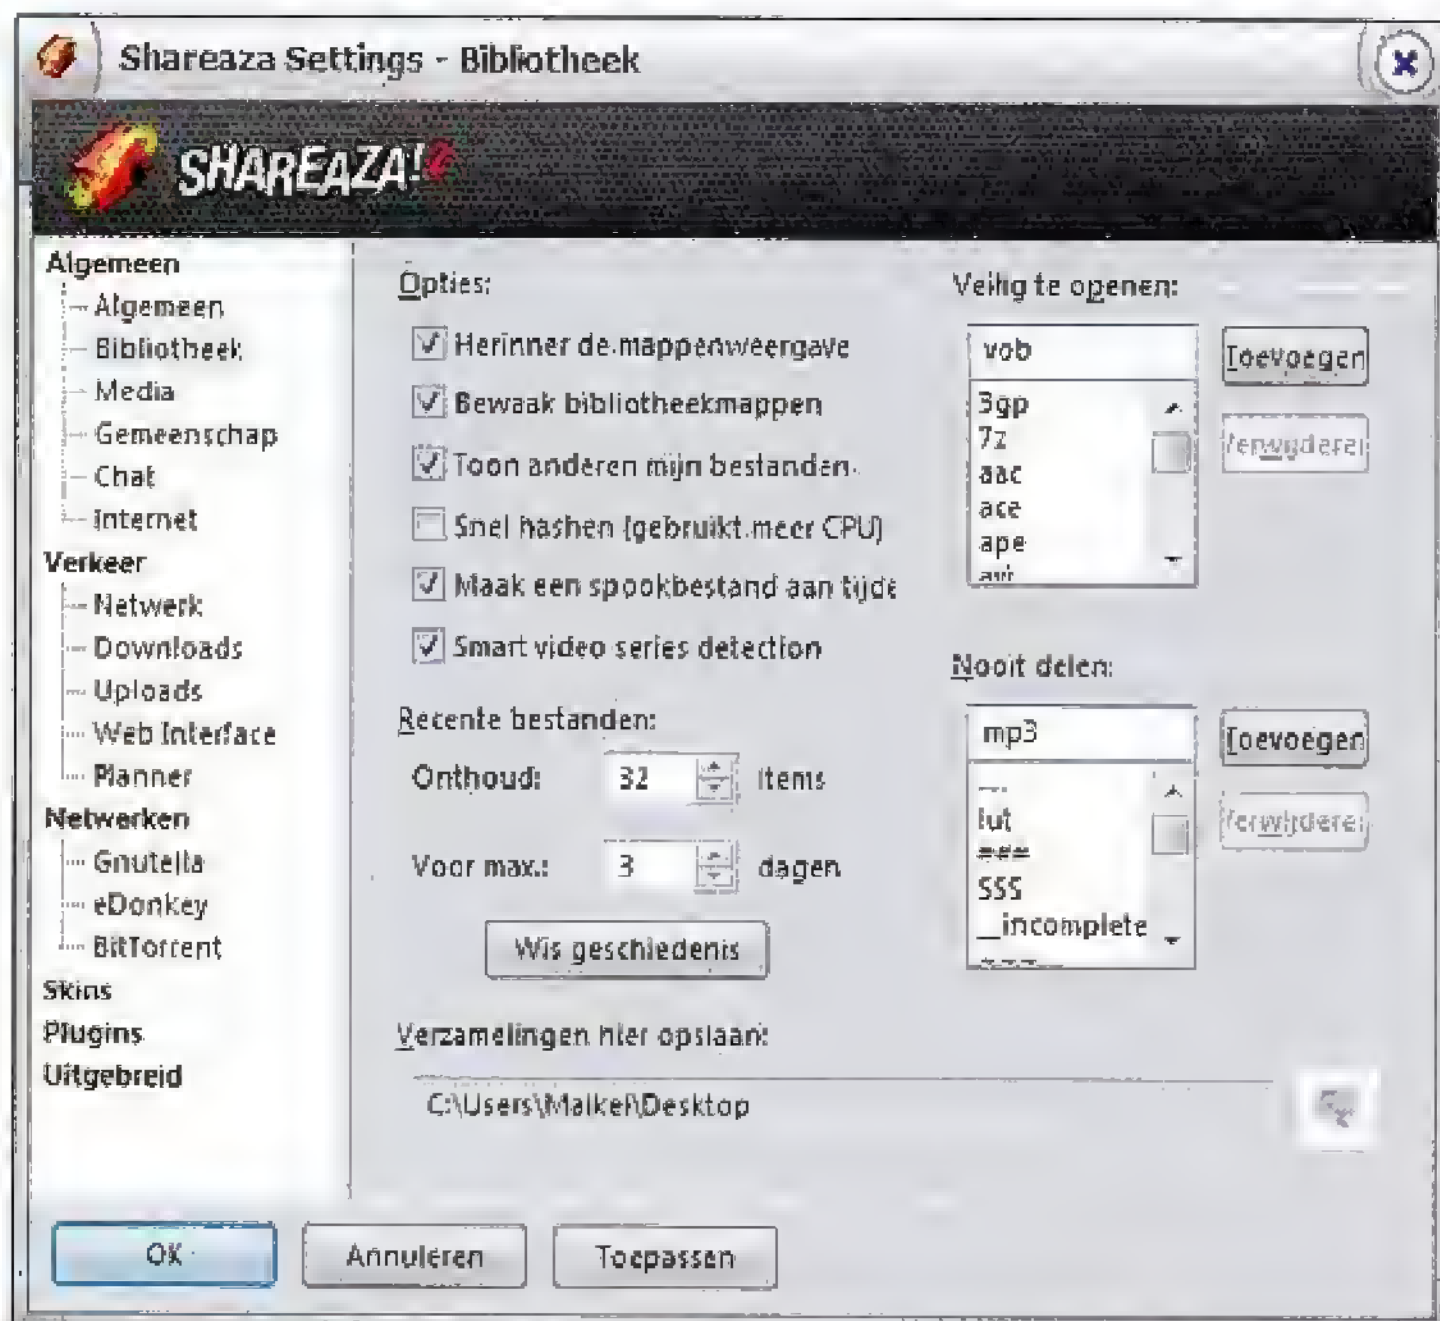 Shareaza Settings - Bibliotheek
SHAREAZA!
Algemeen
Algemeen
Bibliotheek
Media
Gemeenschap
Chat
Internet
Verkeer
Netwerk
Downloads
Uploads
Web Interface
Planner
Netwerken
Gnutella
eDonkey
BitTorrent
Skins
Plugins
Uitgebreid
Opties:
Herinner de mappenweergave
Bewaak bibliotheekmappen
Toon anderen mijn bestanden.
Snel hashen (gebruikt meer CPU)
Maak een spookbestand aan tijde
Smart video series detection
Recente bestanden:
Onthoud: 32 items
Voor max.: 3 dagen
Wis geschiedenis
Verzamelingen hier opslaan:
C:\Users\Maikel\Desktop
Veilig te openen:
vob
Toevoegen
3gp
7z
aac
ace
ape
Verwijderer
Nooit delen:
mp3
Toevoegen
lut
SSS
__incomplete
Verwijderer
OK
Annuleren
Toepassen